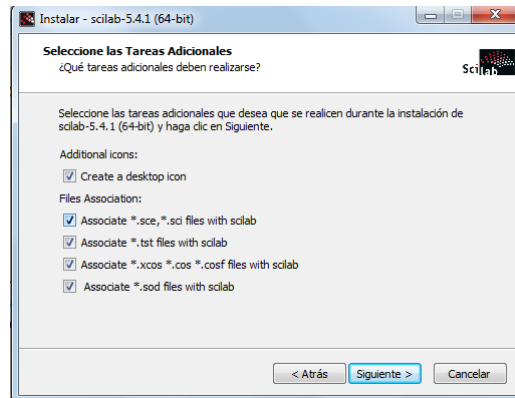 Instalar - scilab-5.4.1 (64-bit)
Seleccione las Tareas Adicionales
¿Qué tareas adicionales deben realizarse?
Scilab
Seleccione las tareas adicionales que desea que se realicen durante la instalación de
scilab-5.4.1 (64-bit) y haga clic en Siguiente.
Additional icons:
Create a desktop icon
Files Association:
Associate *.sce,*.sci files with scilab
Associate *.tst files with scilab
Associate *.xcos *.cos *.cosf files with scilab
Associate *.sod files with scilab
< Atrás Siguiente > Cancelar